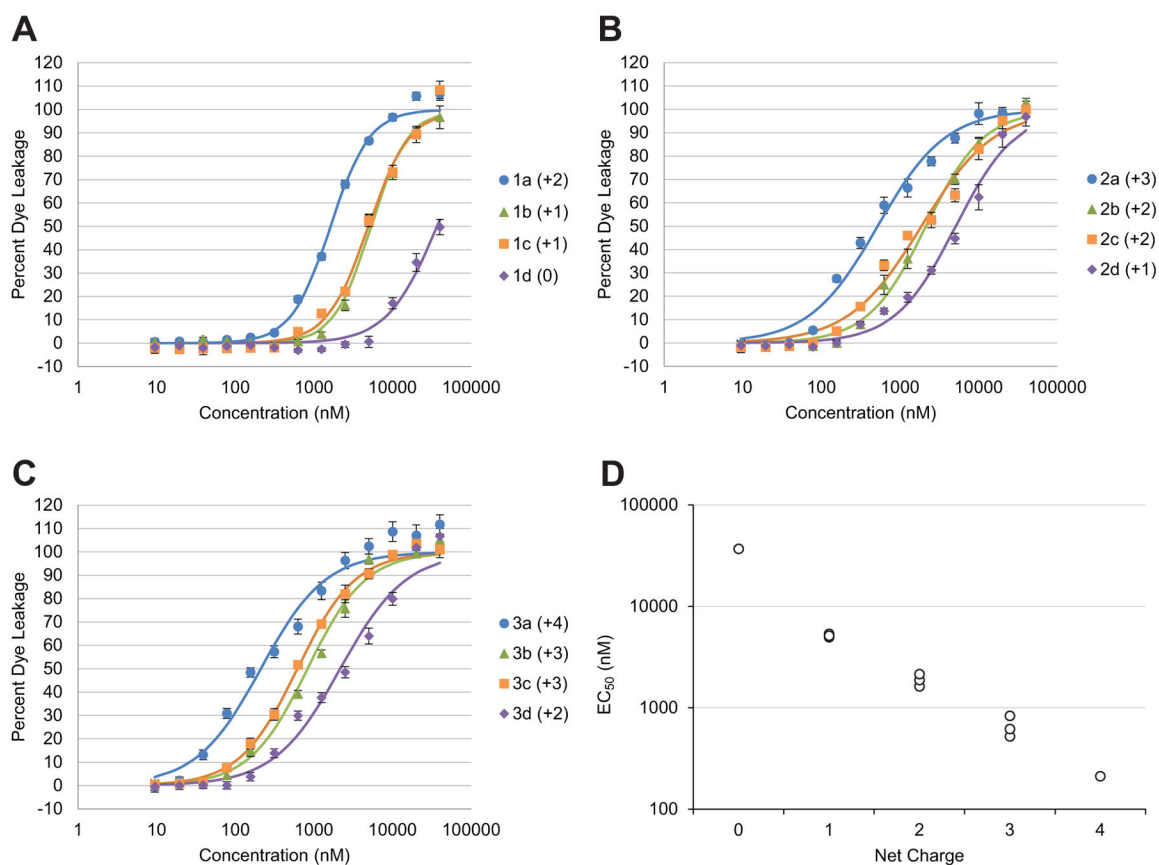 A
120
110
100
90
80
70
60
50
40
30
20
10
0
-10
Percent Dye Leakage
1 10 100 1000 10000 100000
Concentration (nM)
1a (+2)
1b (+1)
1c (+1)
1d (0)
B
120
110
100
90
80
70
60
50
40
30
20
10
0
-10
Percent Dye Leakage
1 10 100 1000 10000 100000
Concentration (nM)
2a (+3)
2b (+2)
2c (+2)
2d (+1)
C
120
110
100
90
80
70
60
50
40
30
20
10
0
-10
Percent Dye Leakage
1 10 100 1000 10000 100000
Concentration (nM)
3a (+4)
3b (+3)
3c (+3)
3d (+2)
D
100000
10000
1000
100
EC50 (nM)
0 1 2 3 4
Net Charge